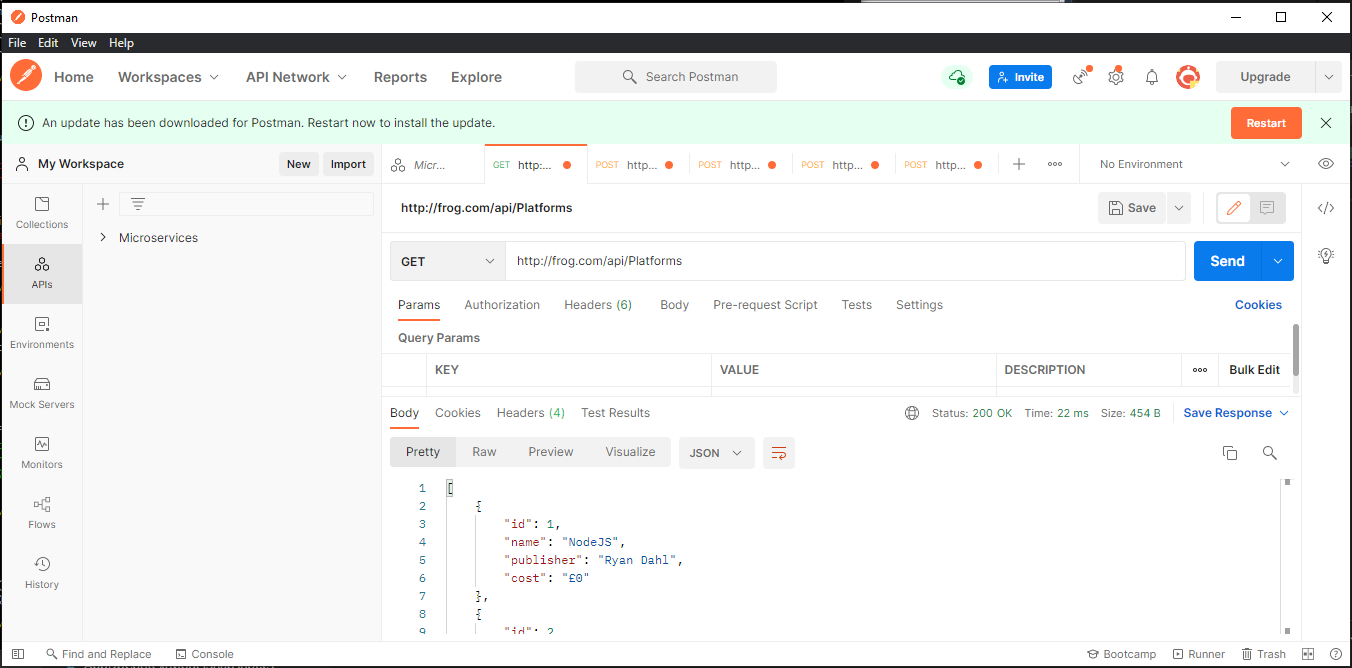 Postman
File Edit View Help
Home Workspaces API Network Reports Explore Search Postman Invite Upgrade
An update has been downloaded for Postman. Restart now to install the update. Restart
My Workspace New Import Micr... GET http:... POST http... POST http... POST http... POST http... No Environment
Collections
APIs
Environments
Mock Servers
Monitors
Flows
History
Microservices
http://frog.com/api/Platforms Save
GET http://frog.com/api/Platforms Send
Params Authorization Headers (6) Body Pre-request Script Tests Settings Cookies
Query Params
KEY VALUE DESCRIPTION Bulk Edit
Body Cookies Headers (4) Test Results Status: 200 OK Time: 22 ms Size: 454 B Save Response
Pretty Raw Preview Visualize JSON
1 [
2 {
3 "id": 1,
4 "name": "NodeJS",
5 "publisher": "Ryan Dahl",
6 "cost": "£0"
7 },
8 {
9 "id": 2
Find and Replace Console Bootcamp Runner Trash